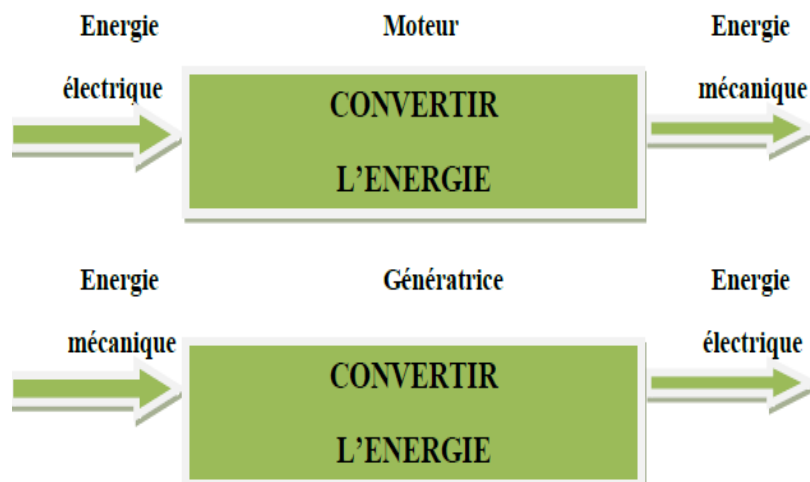 Energie Moteur Energie
électrique mécanique
CONVERTIR
L’ENERGIE
Energie Génératrice Energie
mécanique électrique
CONVERTIR
L’ENERGIE